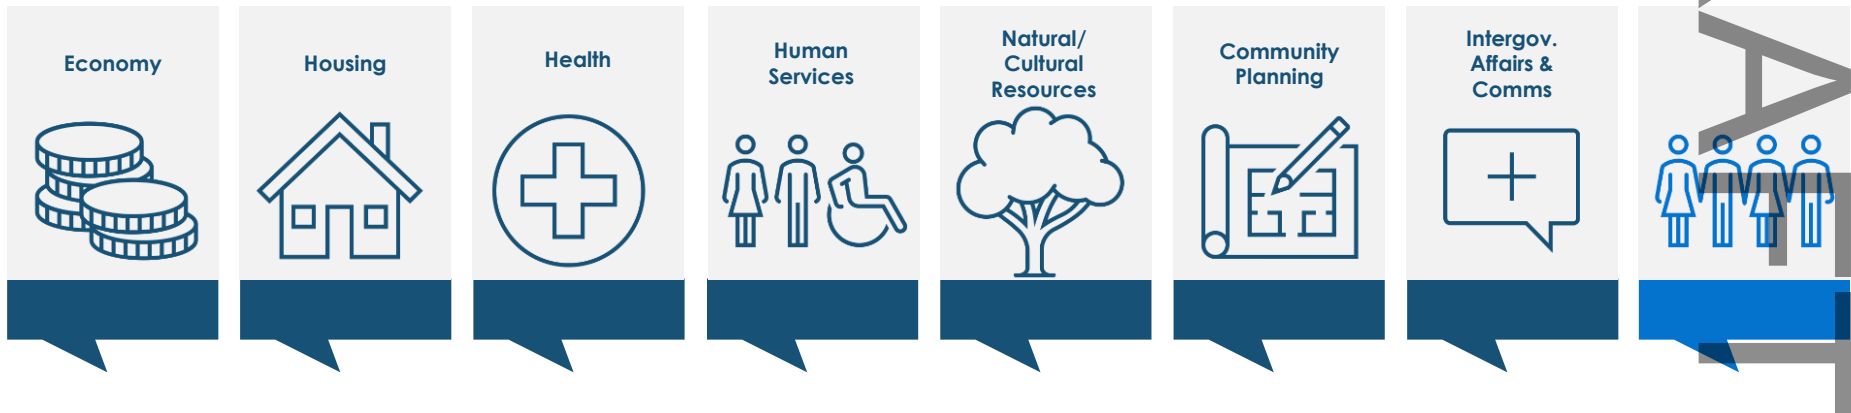 Economy
Housing
Health
Human
Services
Natural/
Cultural
Resources
Community
Planning
Intergov.
Affairs &
Comms